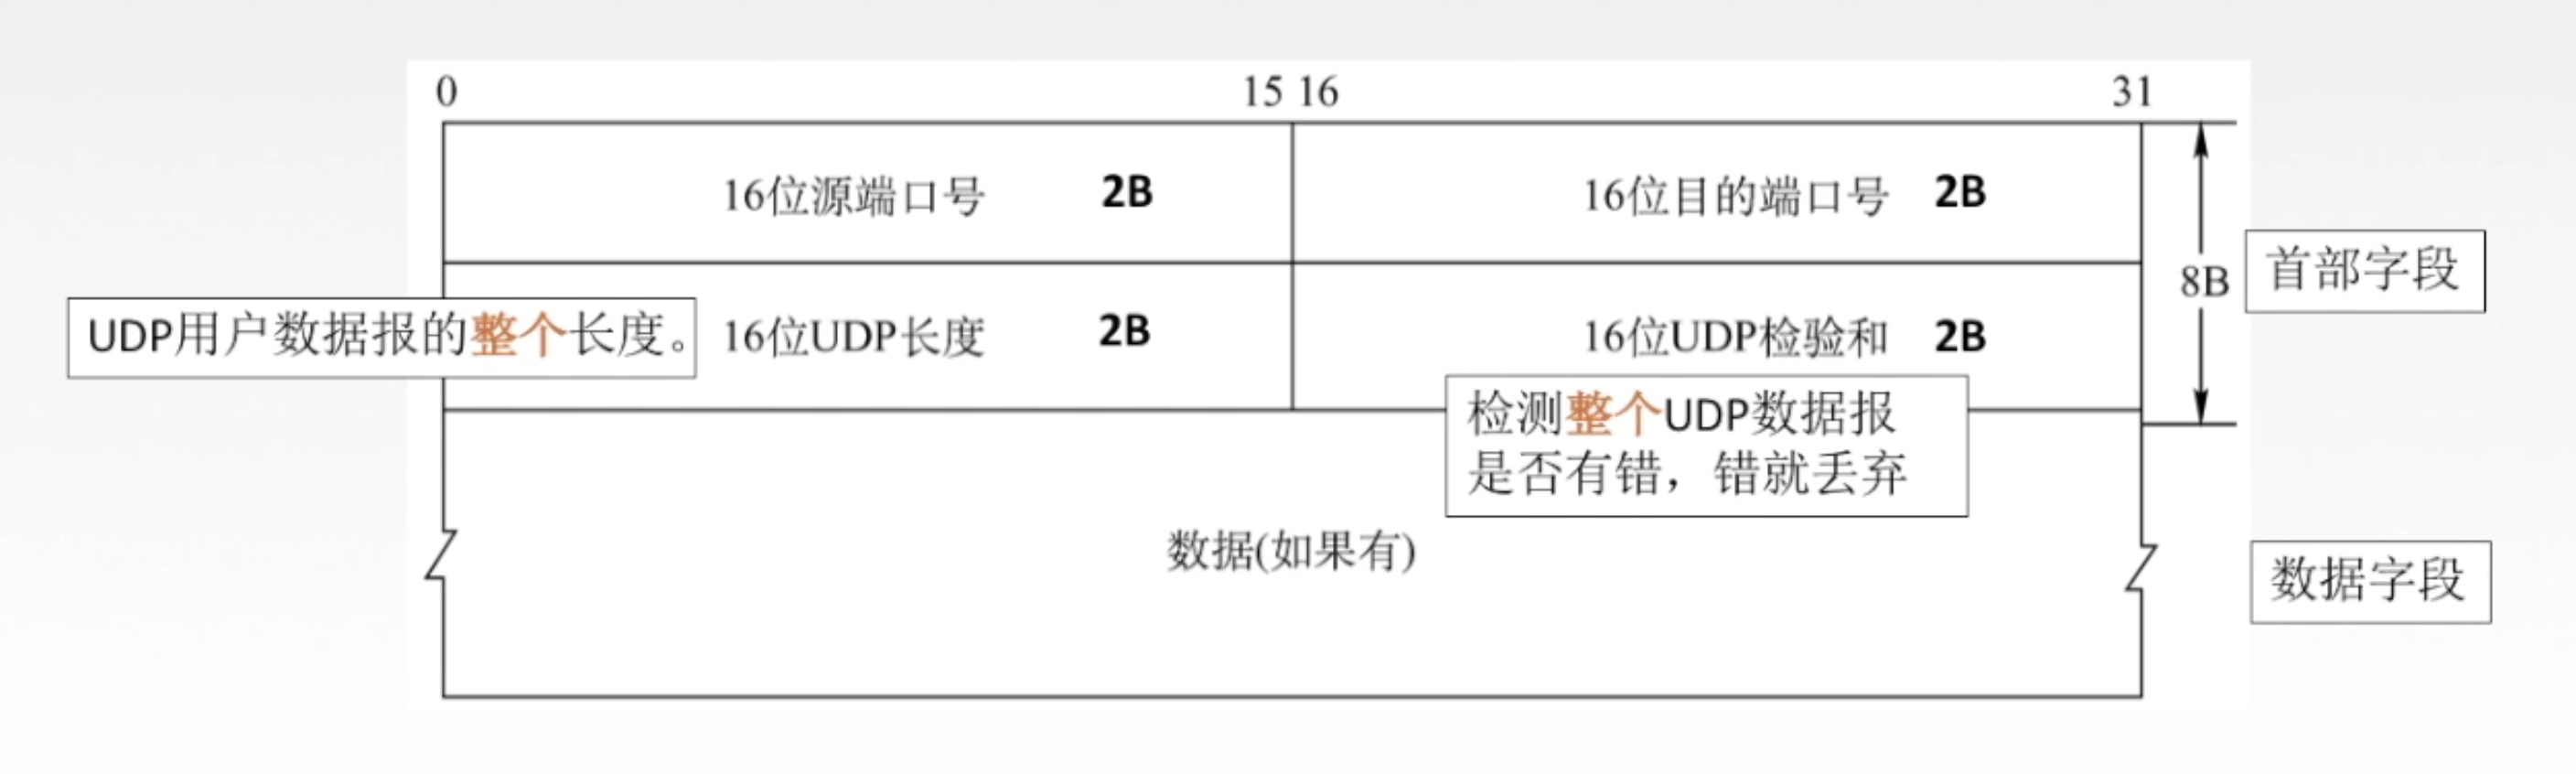 0 15 16 31
16位源端口号 2B 16位目的端口号 2B
首部字段
8B
UDP用户数据报的整个长度。 16位UDP长度 2B 16位UDP检验和 2B
检测整个UDP数据报
是否有错，错就丢弃
数据(如果有)
数据字段